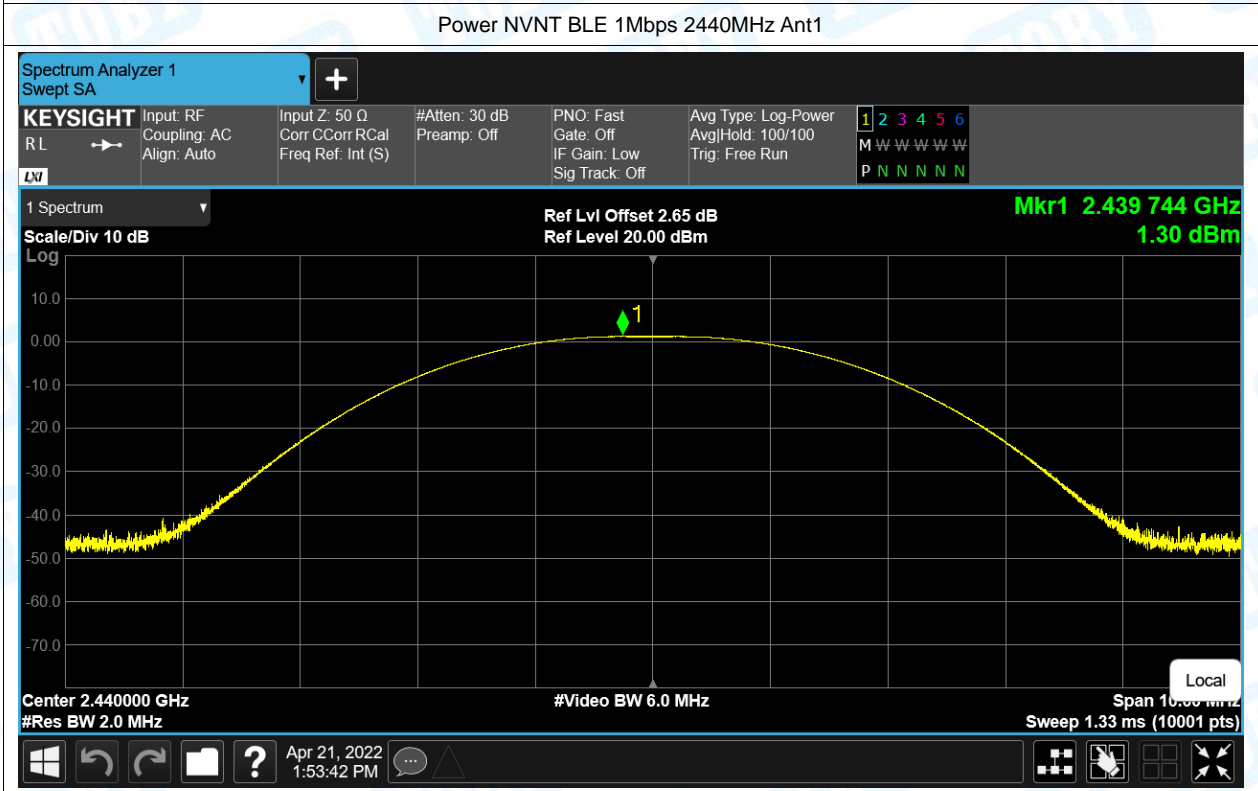 Power NVNT BLE 1Mbps 2440MHz Ant1
Spectrum Analyzer 1
Swept SA
KEYSIGHT
R L
LXI
Input: RF
Coupling: AC
Align: Auto
Input Z: 50 Ω
Corr CCorr RCal
Freq Ref: Int (S)
#Atten: 30 dB
Preamp: Off
PNO: Fast
Gate: Off
IF Gain: Low
Sig Track: Off
Avg Type: Log-Power
Avg|Hold: 100/100
Trig: Free Run
1 2 3 4 5 6
M W W W W W
P N N N N N
1 Spectrum
Scale/Div 10 dB
Log
Ref Lvl Offset 2.65 dB
Ref Level 20.00 dBm
Mkr1 2.439 744 GHz
1.30 dBm
1
10.0
0.00
-10.0
-20.0
-30.0
-40.0
-50.0
-60.0
-70.0
Local
Center 2.440000 GHz
#Video BW 6.0 MHz
Span 10.00 MHz
#Res BW 2.0 MHz
Sweep 1.33 ms (10001 pts)
?
Apr 21, 2022
1:53:42 PM
TOBY